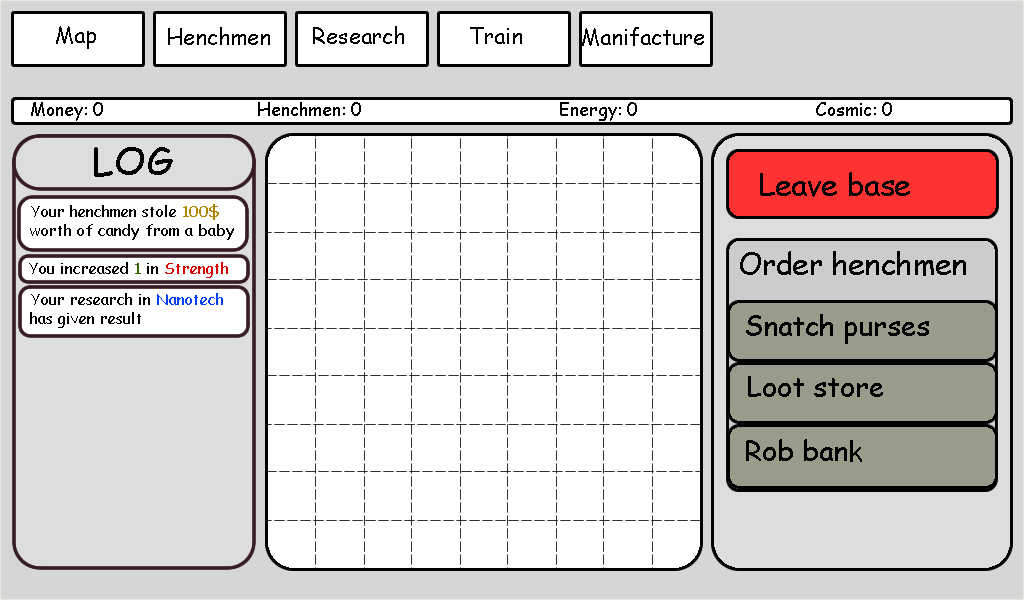 Map
Henchmen
Research
Train
Manifacture
Money: 0
Henchmen: 0
Energy: 0
Cosmic: 0
LOG
Your henchmen stole 100$
worth of candy from a baby
You increased 1 in Strength
Your research in Nanotech
has given result
Leave base
Order henchmen
Snatch purses
Loot store
Rob bank